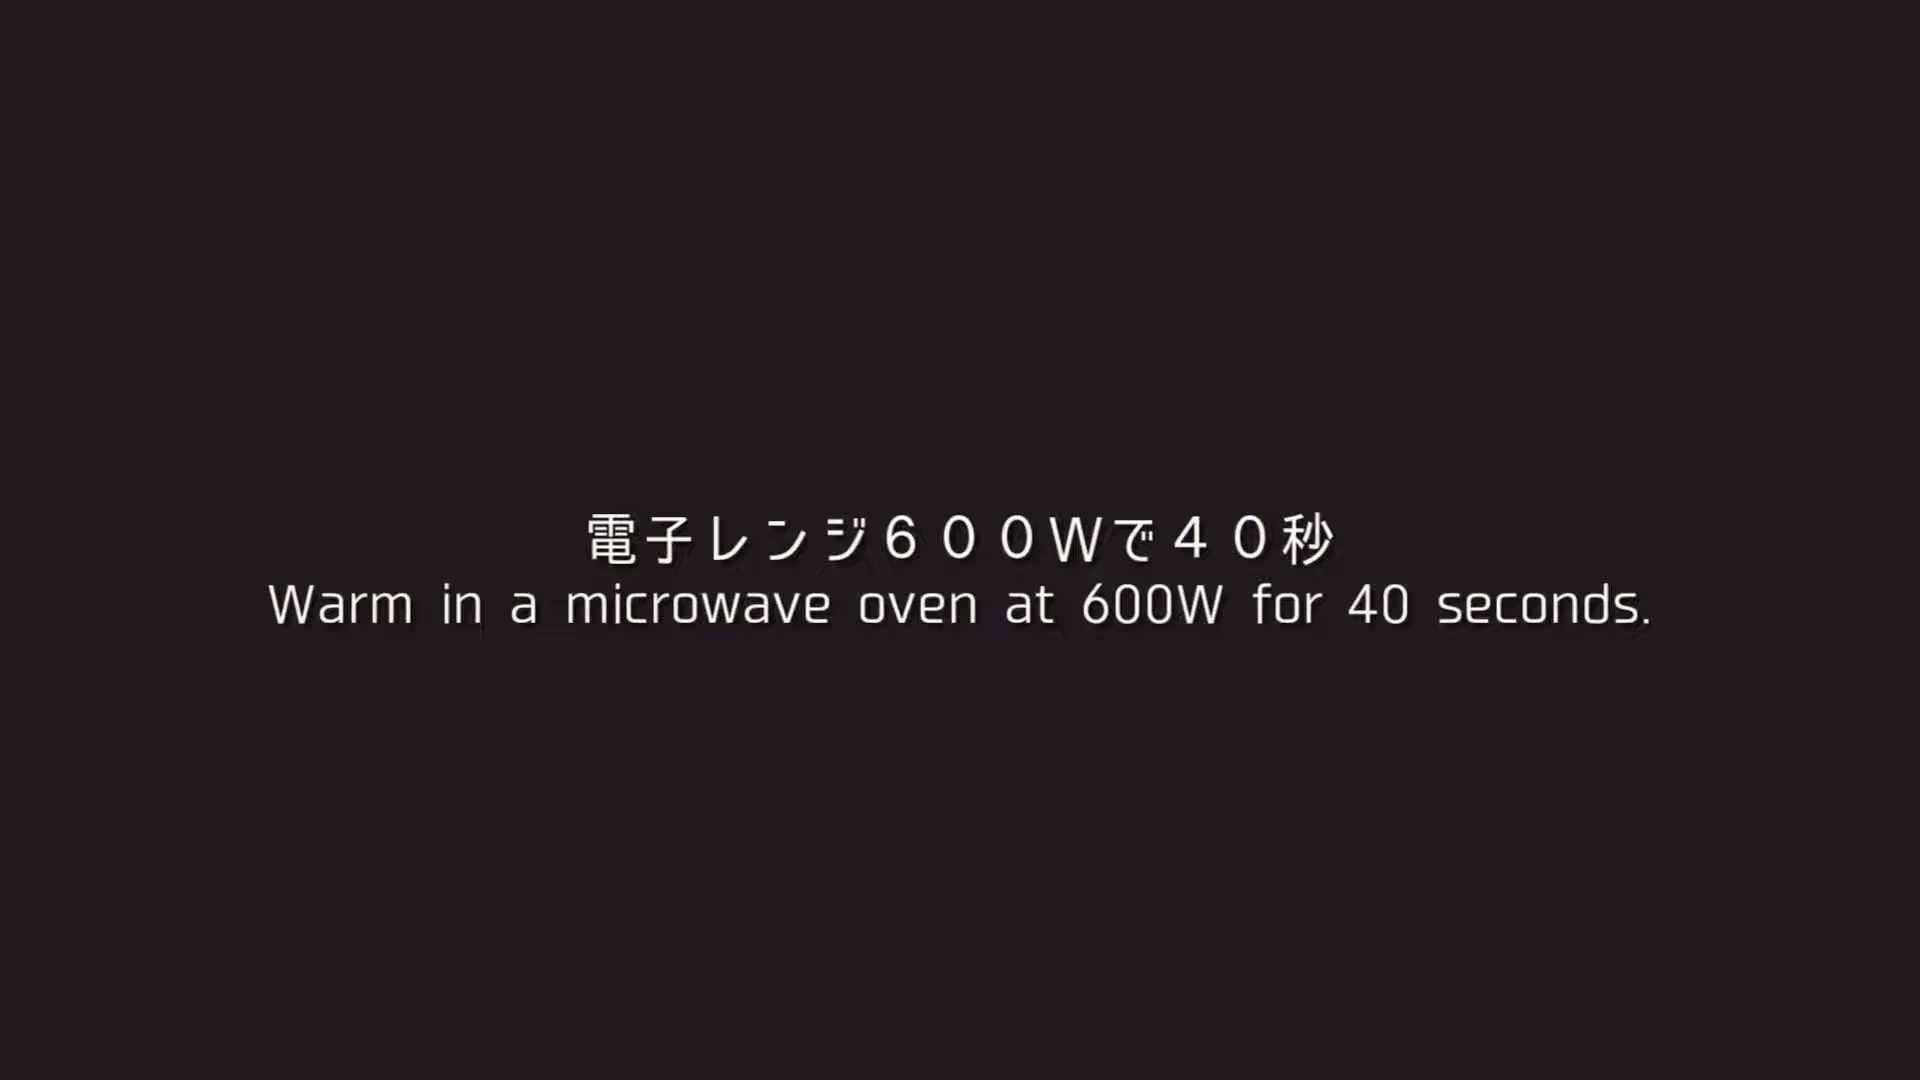 電子レンジ６００Ｗで４０秒
Warm in a microwave oven at 600W for 40 seconds.